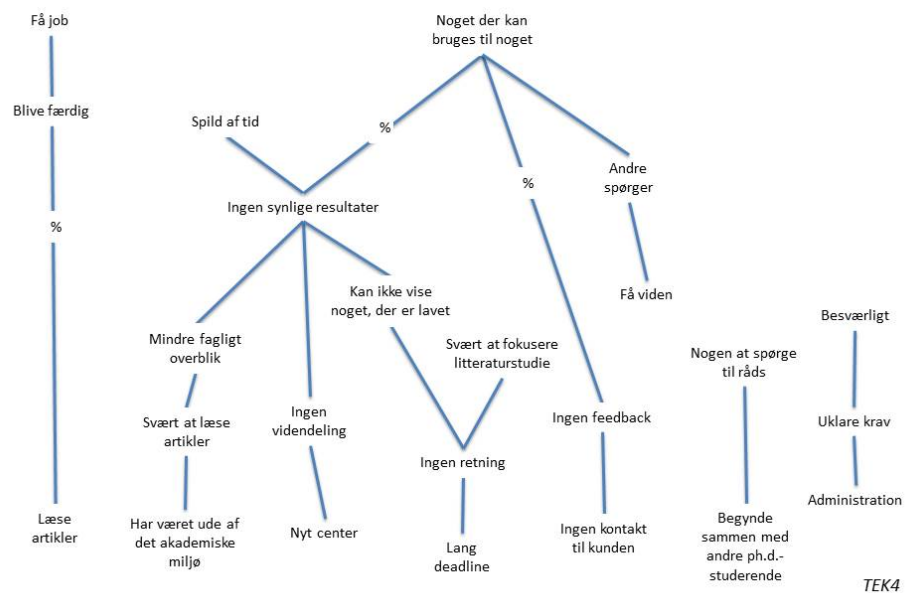 Få job
Noget der kan
bruges til noget
Blive færdig
Spild af tid
%
Andre
spørger
%
%
Ingen synlige resultater
Kan ikke vise
noget, der er lavet
Få viden
Besværligt
Mindre fagligt
overblik
Svært at fokusere
litteraturstudie
Nogen at spørge
til råds
Svært at læse
artikler
Ingen
videndeling
Ingen feedback
Uklare krav
Ingen retning
Administration
Læse
artikler
Har været ude af
det akademiske
miljø
Nyt center
Lang
deadline
Ingen kontakt
til kunden
Begynde
sammen med
andre ph.d.-
studerende
TEK4